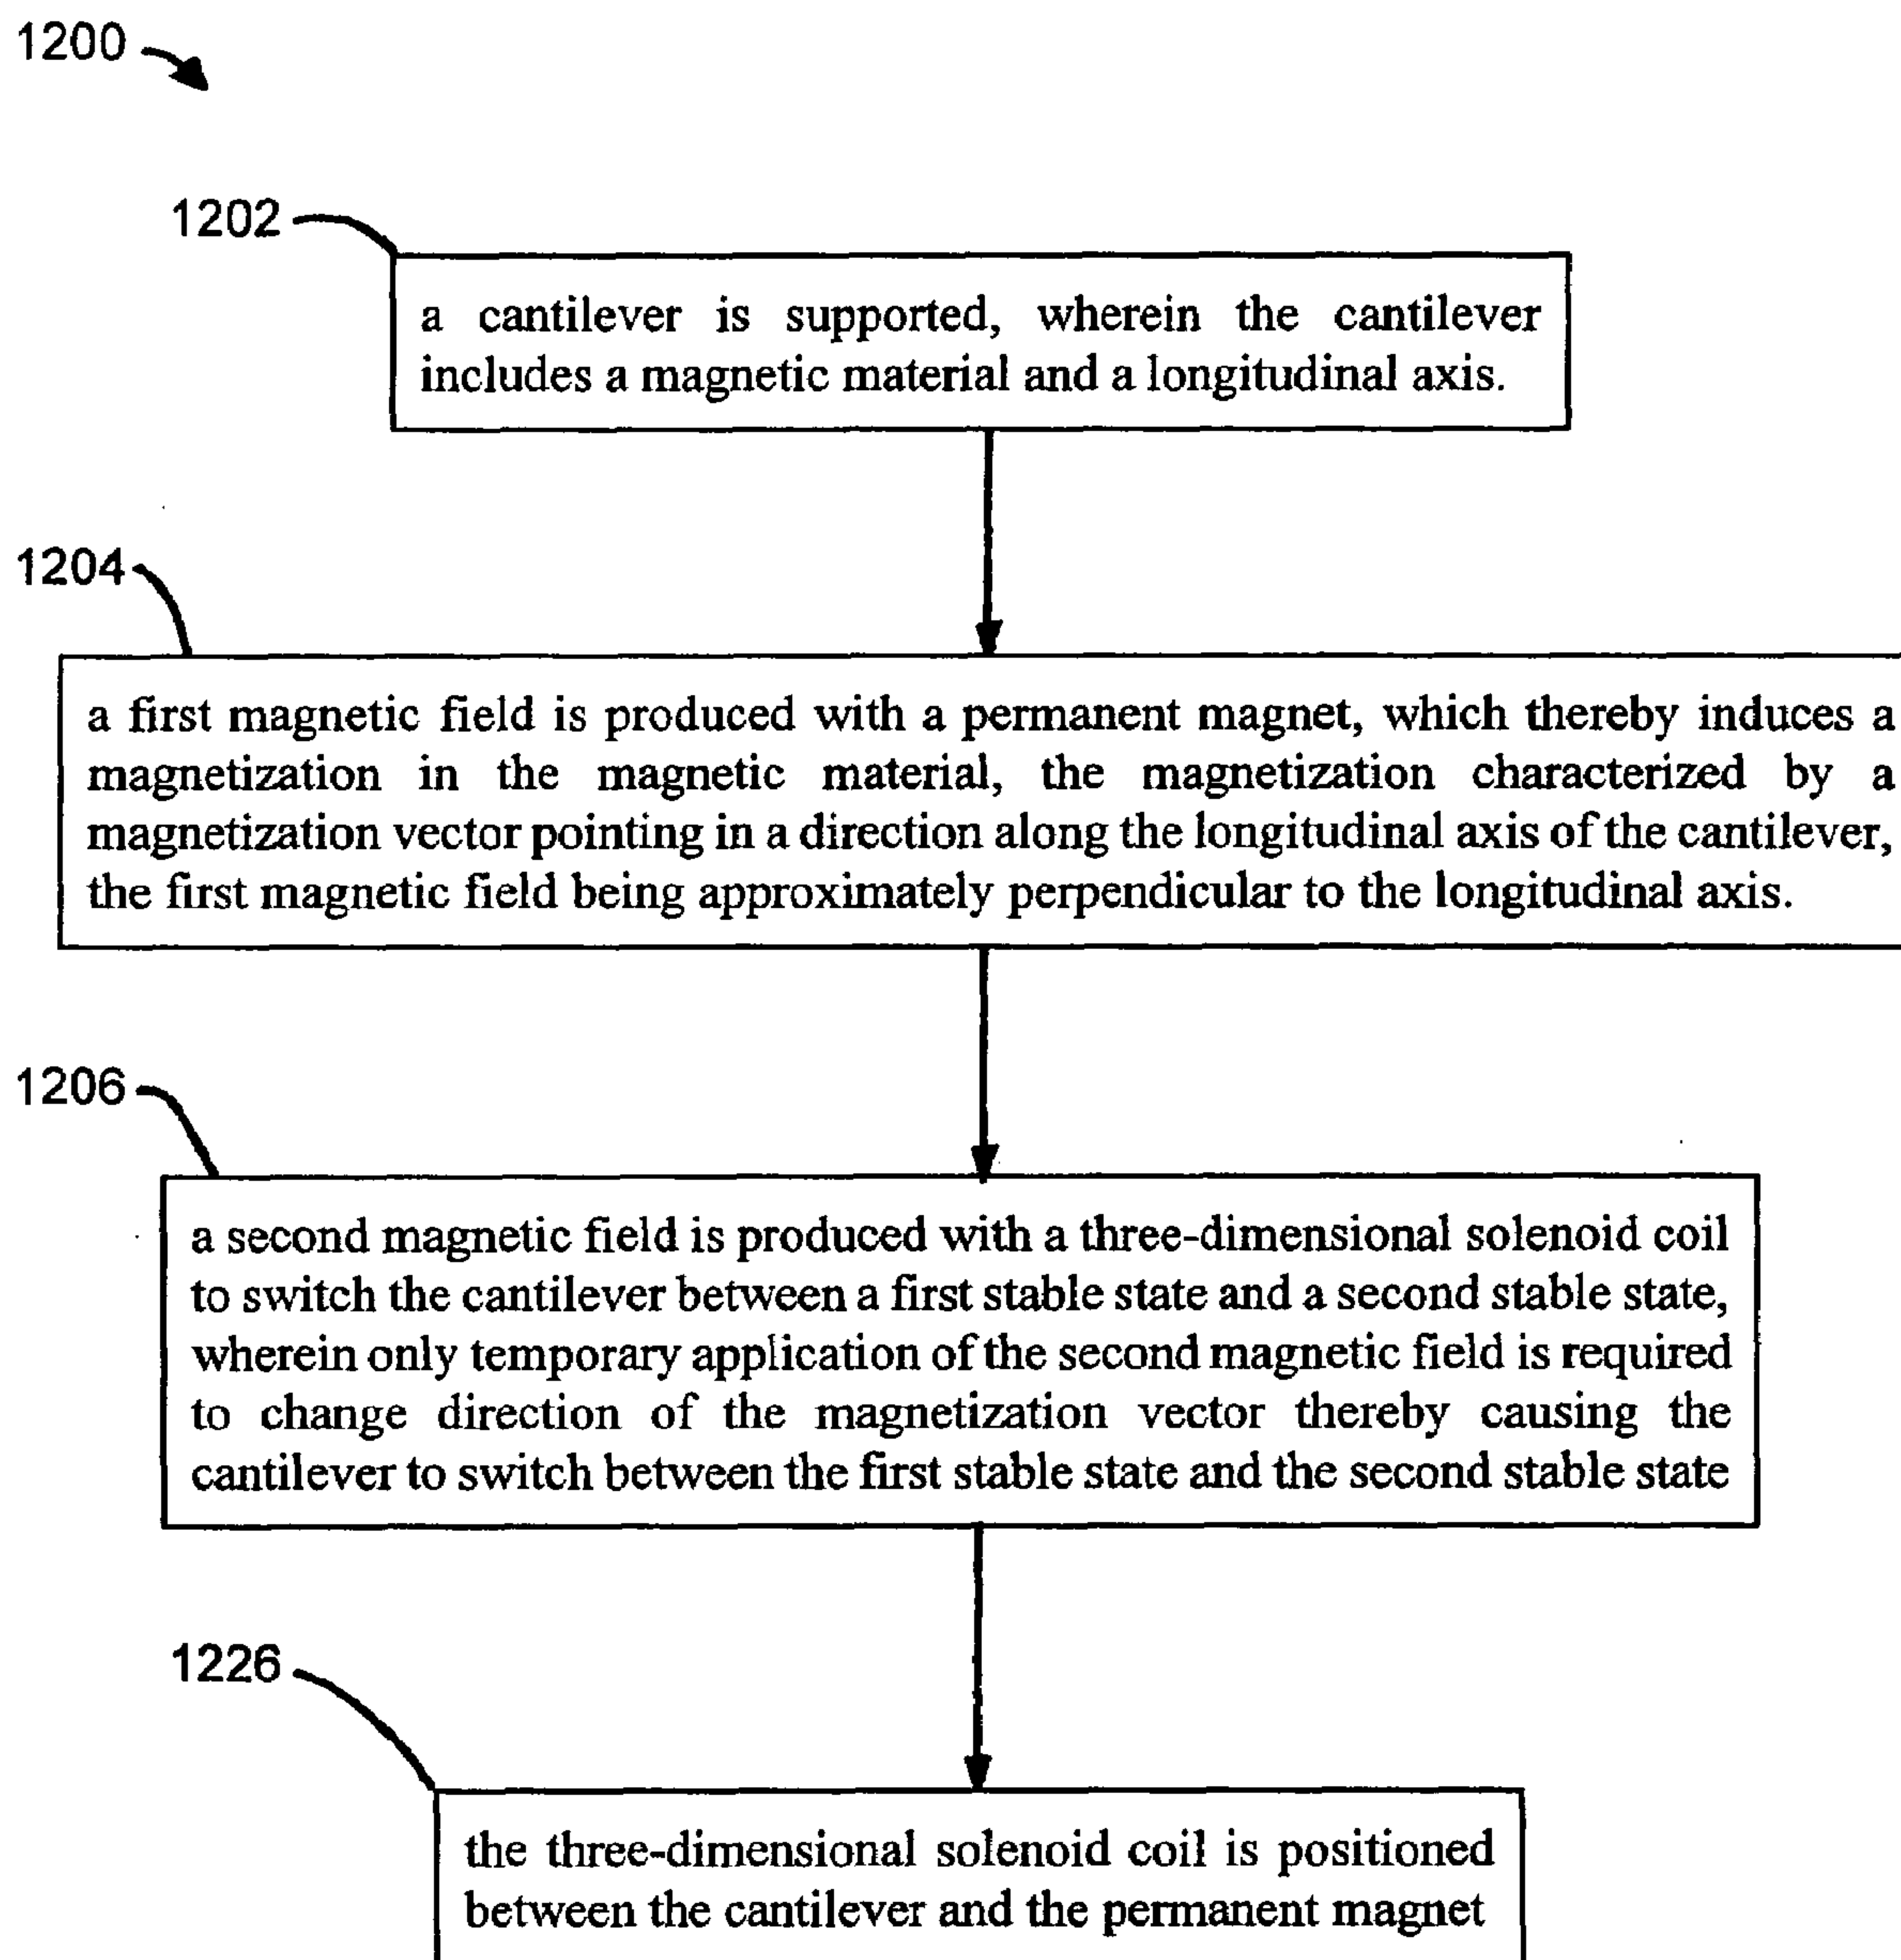 1200
1202
a cantilever is supported, wherein the cantilever
includes a magnetic material and a longitudinal axis.
1204
a first magnetic field is produced with a permanent magnet, which thereby induces a
magnetization in the magnetic material, the magnetization characterized by a
magnetization vector pointing in a direction along the longitudinal axis of the cantilever,
the first magnetic field being approximately perpendicular to the longitudinal axis.
1206
a second magnetic field is produced with a three-dimensional solenoid coil
to switch the cantilever between a first stable state and a second stable state,
wherein only temporary application of the second magnetic field is required
to change direction of the magnetization vector thereby causing the
cantilever to switch between the first stable state and the second stable state
1226
the three-dimensional solenoid coil is positioned
between the cantilever and the permanent magnet